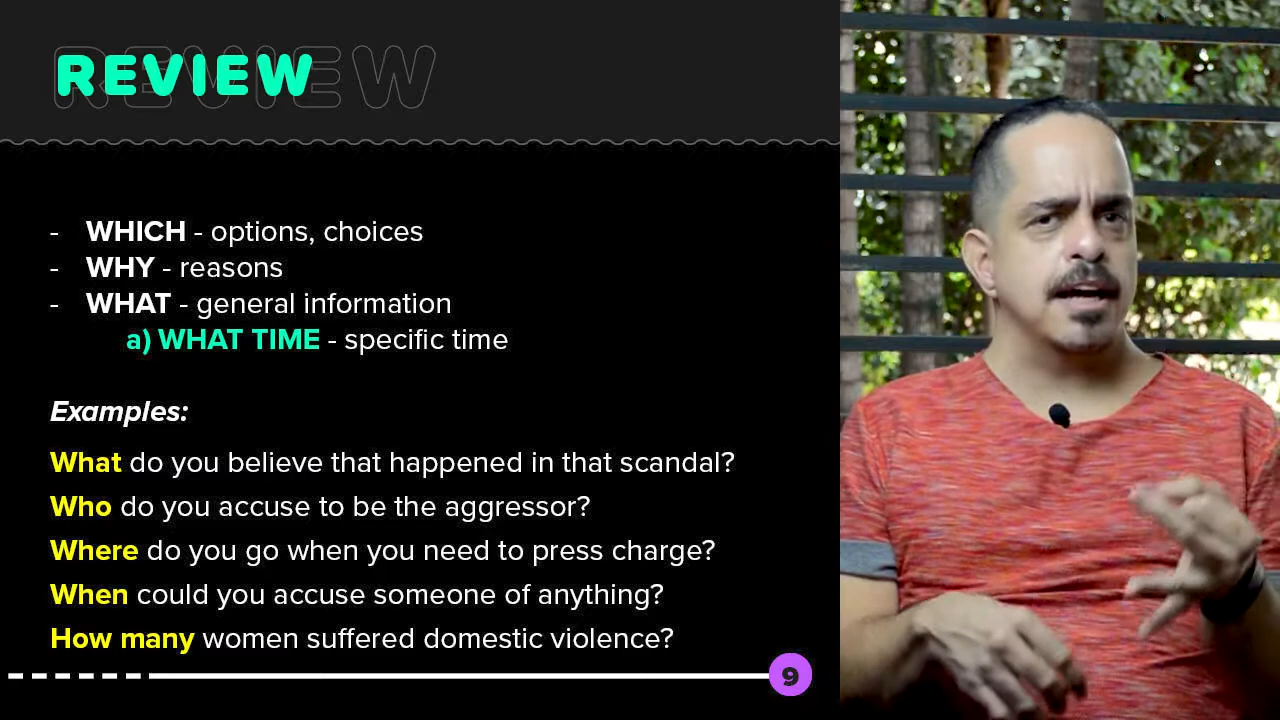 REVIEW
- WHICH - options, choices
- WHY - reasons
- WHAT - general information
a) WHAT TIME - specific time
Examples:
What do you believe that happened in that scandal?
Who do you accuse to be the aggressor?
Where do you go when you need to press charge?
When could you accuse someone of anything?
How many women suffered domestic violence?
9